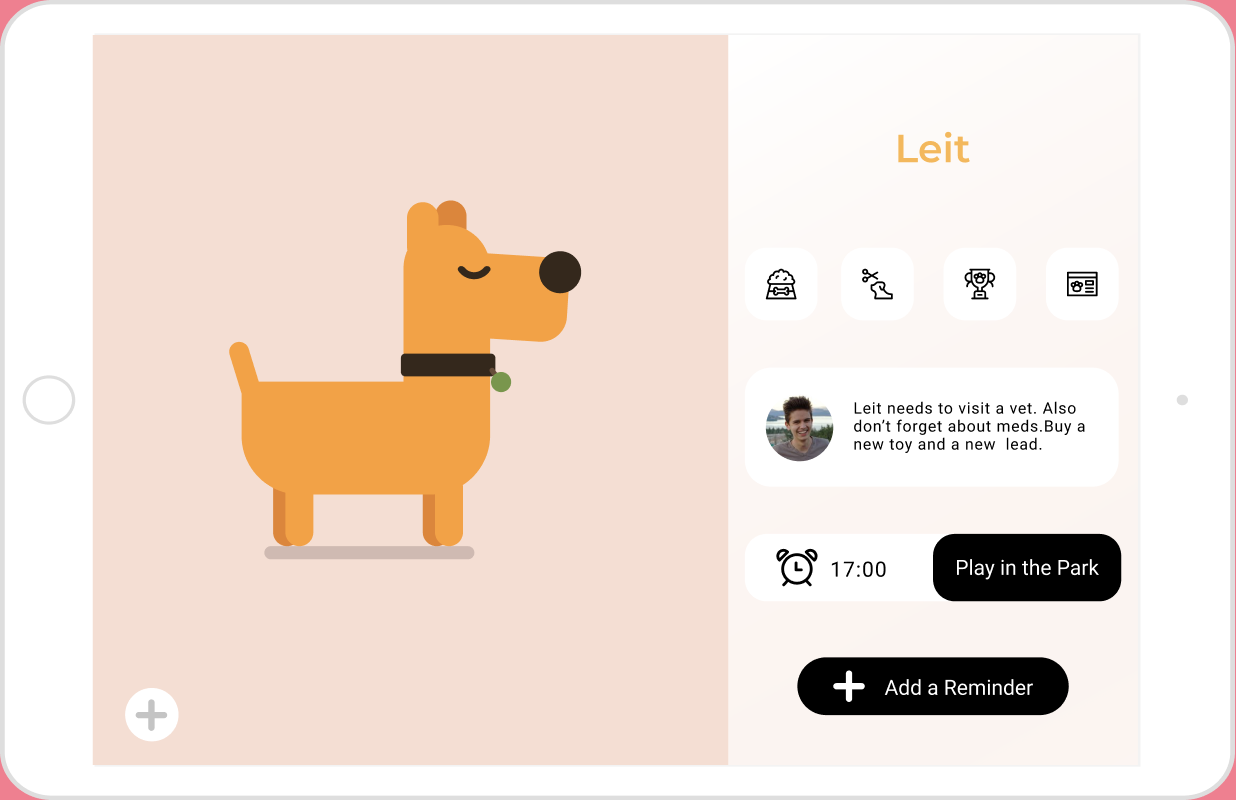 Leit
Leit needs to visit a vet. Also
don’t forget about meds.Buy a
new toy and a new  lead.
17:00
Play in the Park
Add a Reminder